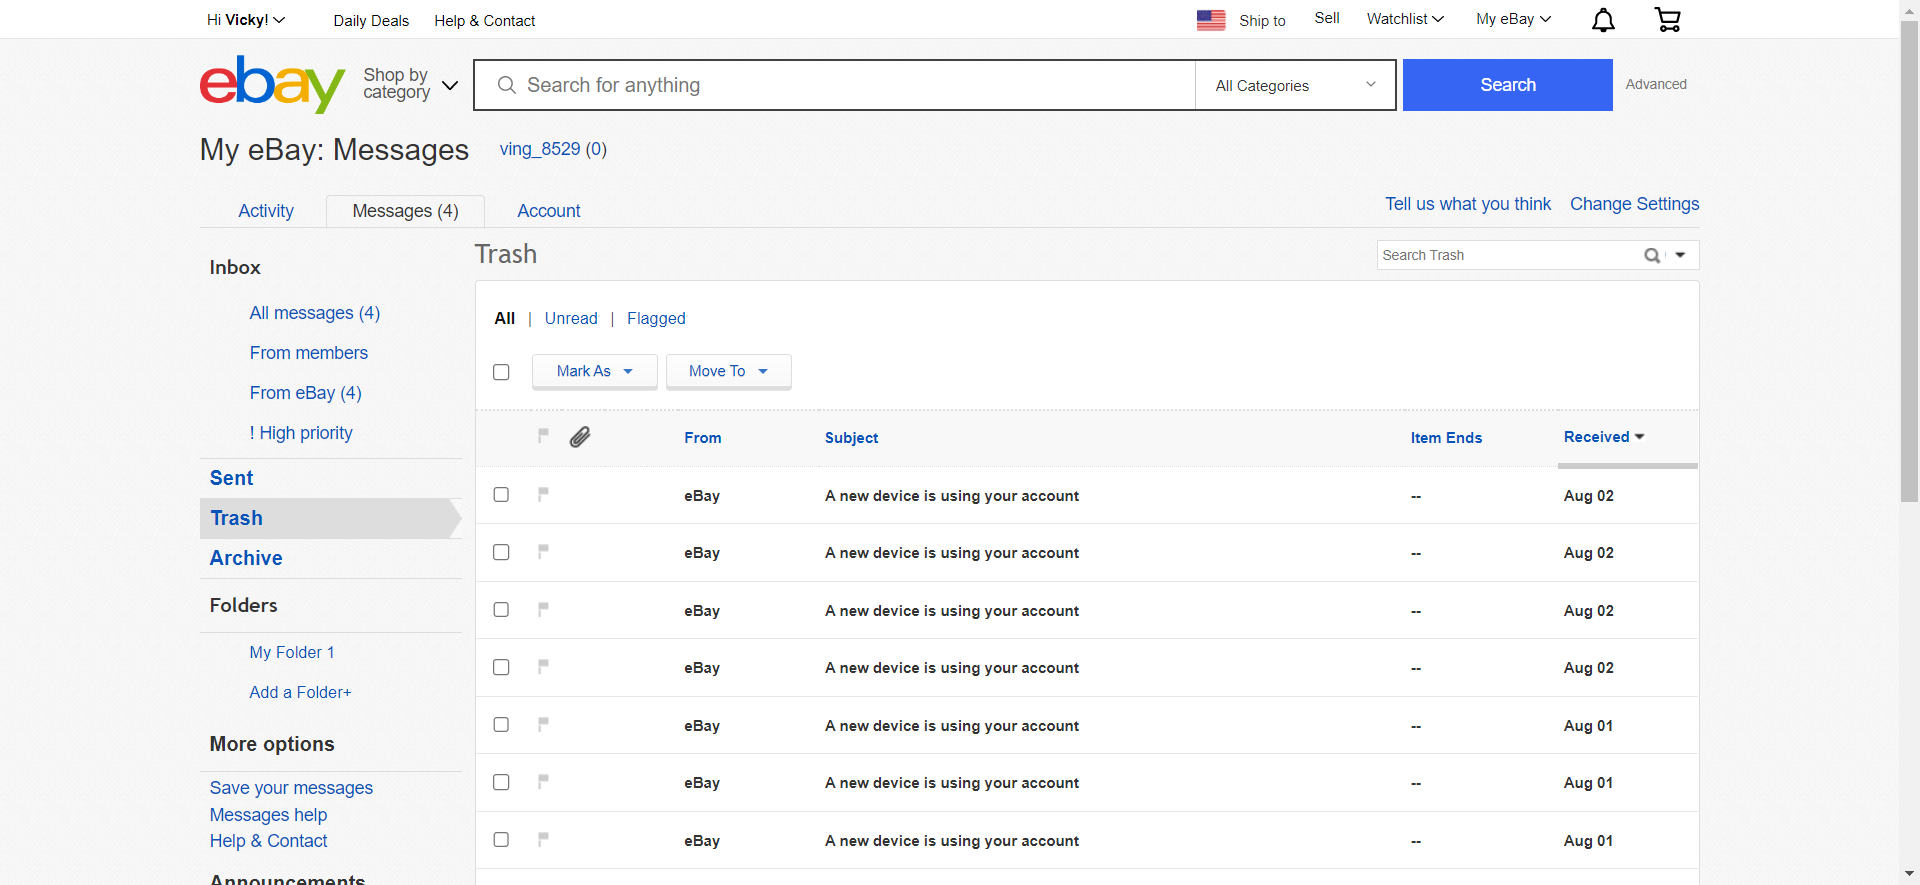 Hi Vicky! Daily Deals Help & Contact Ship to Sell Watchlist My eBay
ebay Shop by category Search for anything All Categories Search Advanced
My eBay: Messages ving_8529 (0)
Activity Messages (4) Account Tell us what you think Change Settings
Inbox
All messages (4)
From members
From eBay (4)
! High priority
Sent
Trash
Archive
Folders
My Folder 1
Add a Folder+
More options
Save your messages
Messages help
Help & Contact
Announcements
Trash Search Trash
All | Unread | Flagged
Mark As Move To
From Subject Item Ends Received
eBay A new device is using your account -- Aug 02
eBay A new device is using your account -- Aug 02
eBay A new device is using your account -- Aug 02
eBay A new device is using your account -- Aug 02
eBay A new device is using your account -- Aug 01
eBay A new device is using your account -- Aug 01
eBay A new device is using your account -- Aug 01